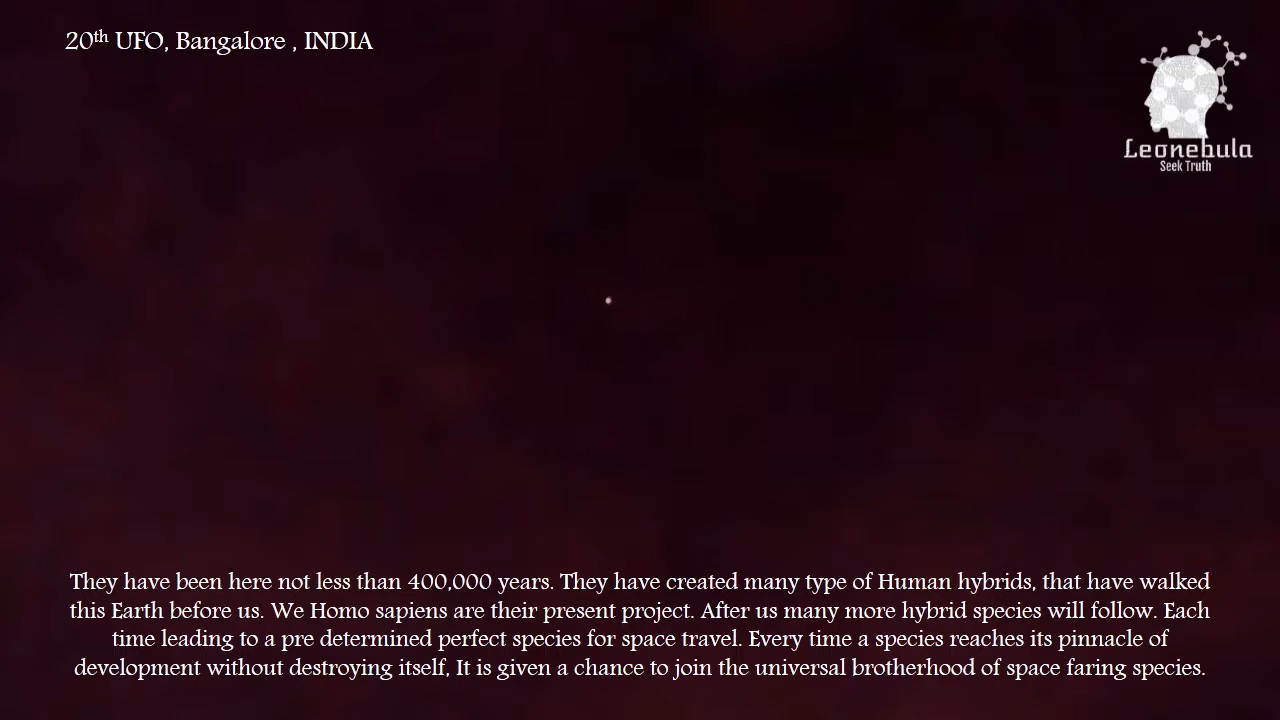 20th UFO, Bangalore , INDIA
Leonebula
Seek Truth
They have been here not less than 400,000 years. They have created many type of Human hybrids, that have walked
this Earth before us. We Homo sapiens are their present project. After us many more hybrid species will follow. Each
time leading to a pre determined perfect species for space travel. Every time a species reaches its pinnacle of
development without destroying itself, It is given a chance to join the universal brotherhood of space faring species.